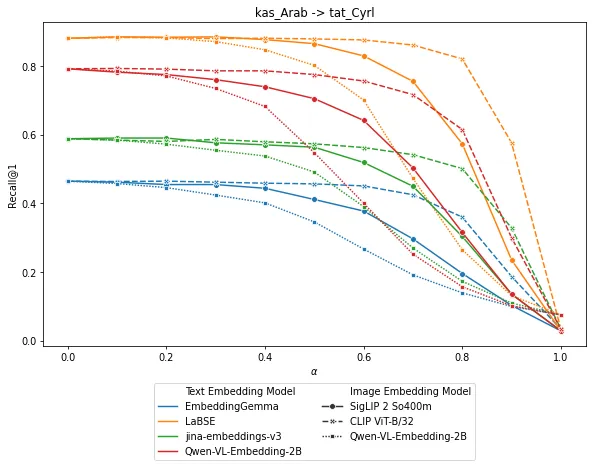 kas_Arab -> tat_Cyrl
Recall@1
0.8
0.6
0.4
0.2
0.0
0.0 0.2 0.4 0.6 0.8 1.0
α
Text Embedding Model Image Embedding Model
EmbeddingGemma SigLIP 2 So400m
LaBSE CLIP ViT-B/32
jina-embeddings-v3 Qwen-VL-Embedding-2B
Qwen-VL-Embedding-2B